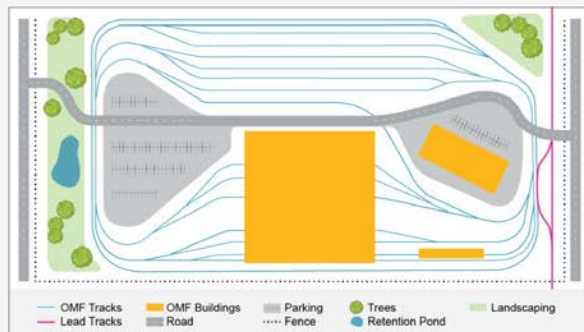 OMF Tracks OMF Buildings Parking Trees Landscaping
Lead Tracks Road Fence Retention Pond